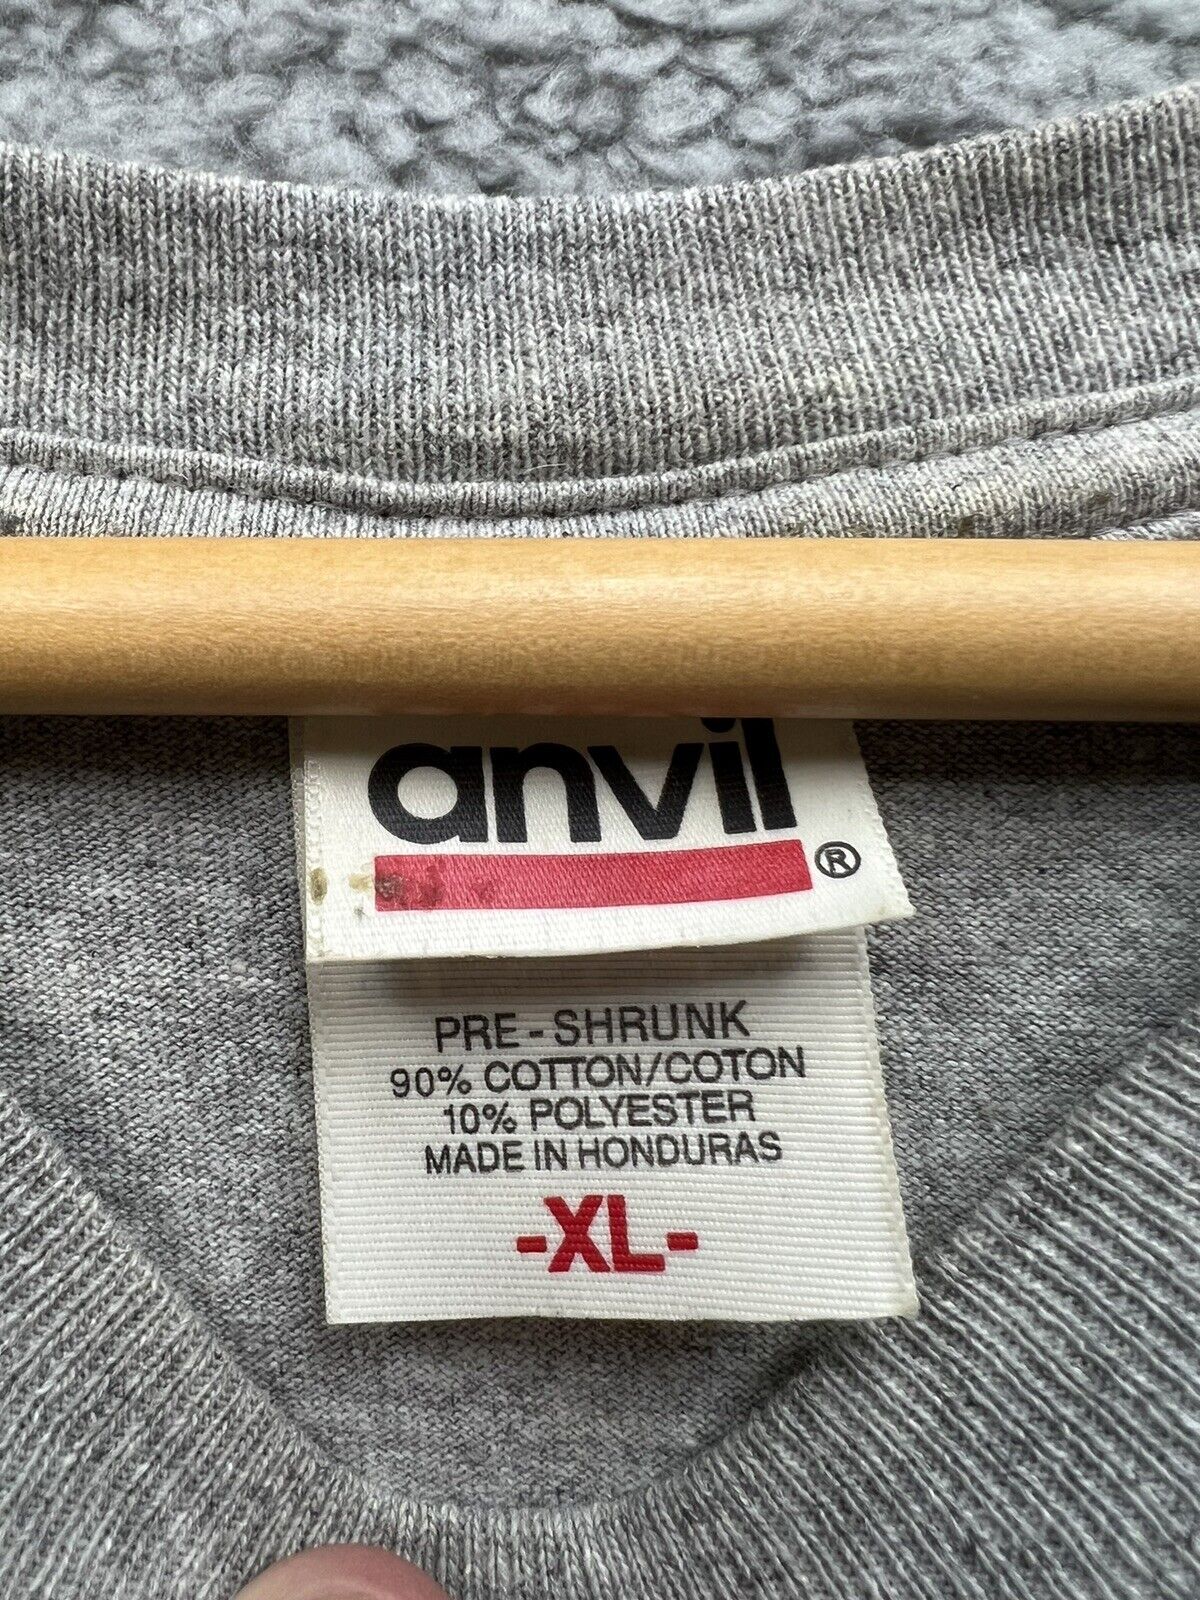 anvil
®
PRE-SHRUNK
90% COTTON/COTON
10% POLYESTER
MADE IN HONDURAS
-XL-